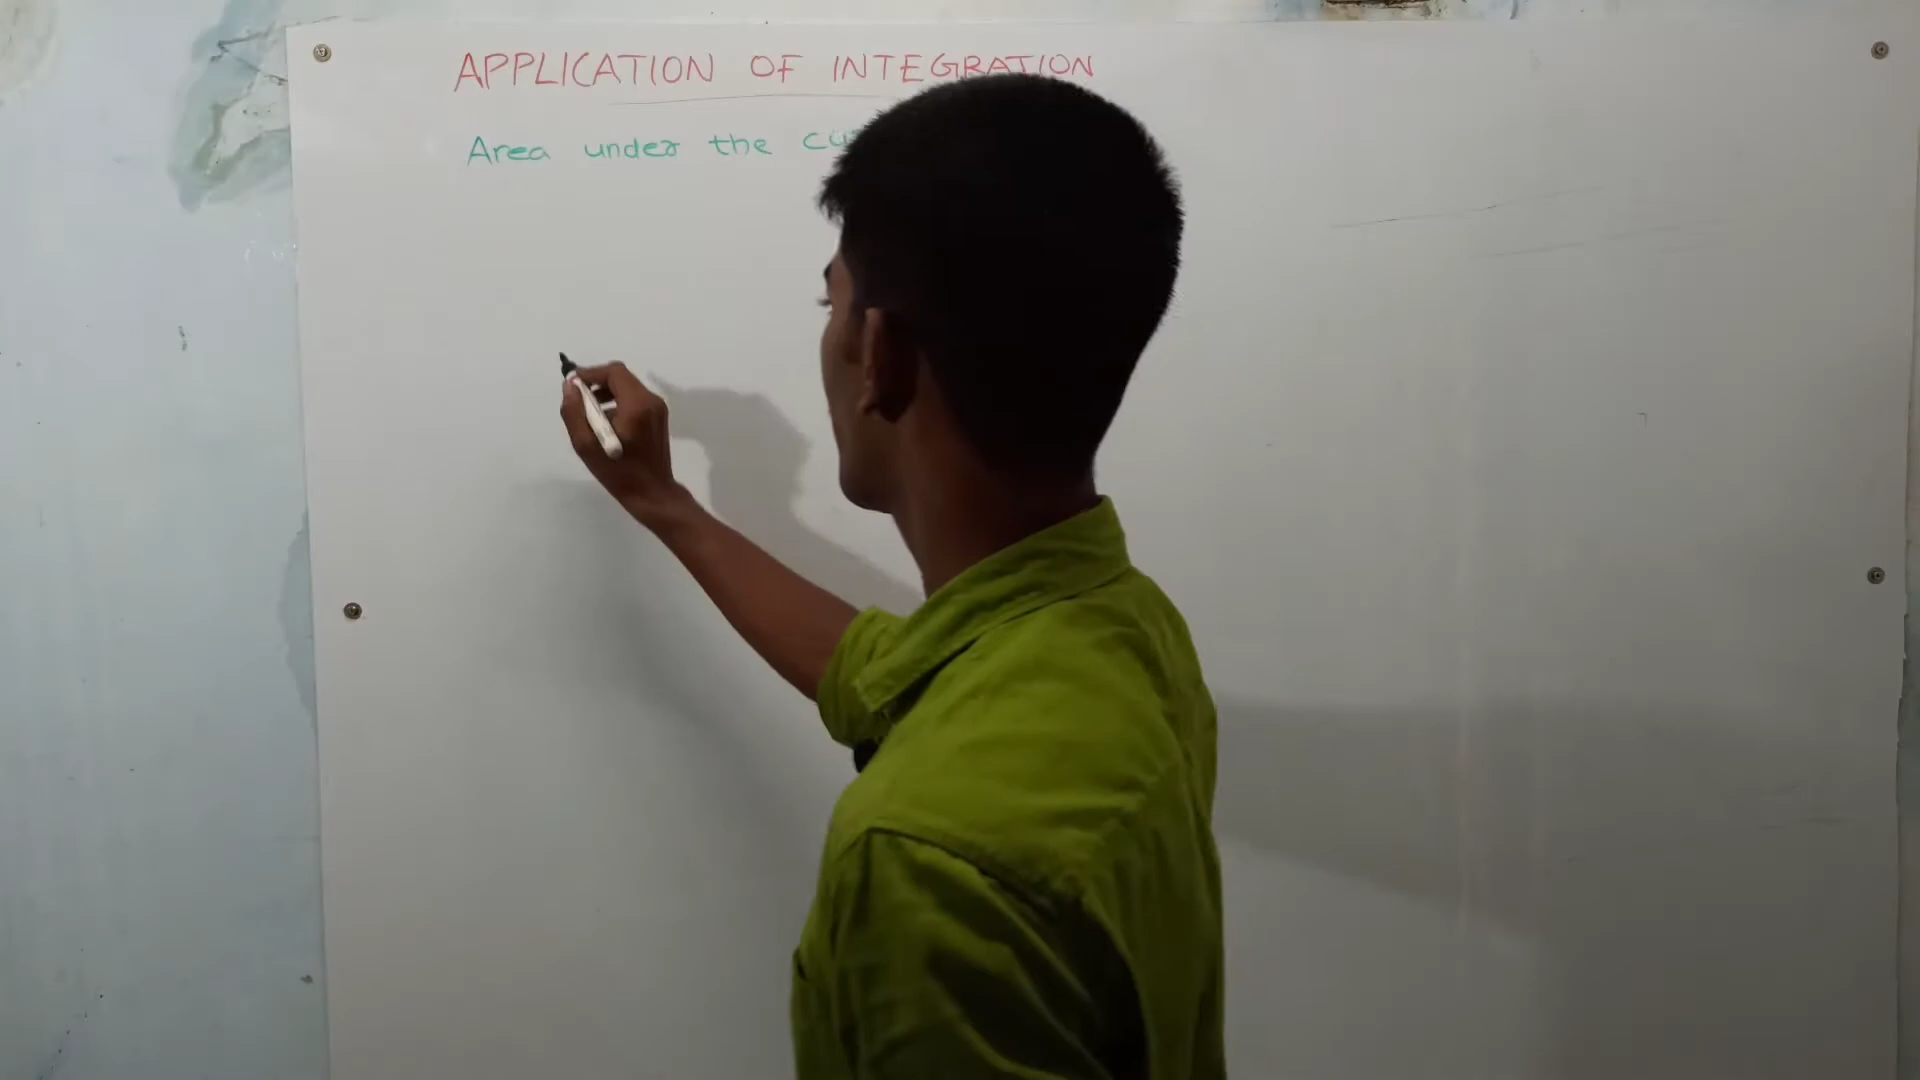 APPLICATION OF INTEGRATION
Area under the